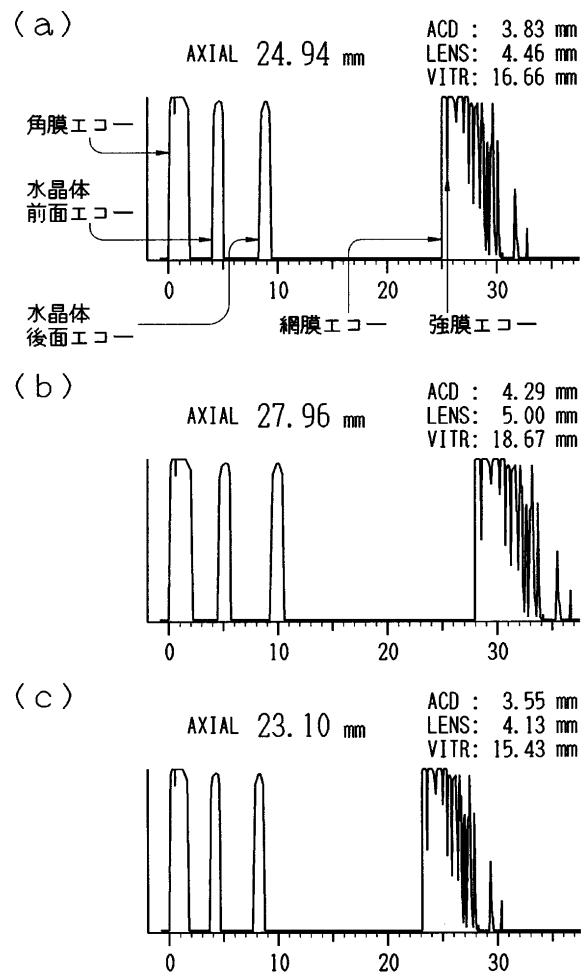 (a)
AXIAL 24.94 mm
ACD : 3.83 mm
LENS: 4.46 mm
VITR: 16.66 mm
角膜エコー
水晶体
前面エコー
水晶体
後面エコー
網膜エコー
強膜エコー
0 10 20 30
(b)
AXIAL 27.96 mm
ACD : 4.29 mm
LENS: 5.00 mm
VITR: 18.67 mm
0 10 20 30
(c)
AXIAL 23.10 mm
ACD : 3.55 mm
LENS: 4.13 mm
VITR: 15.43 mm
0 10 20 30